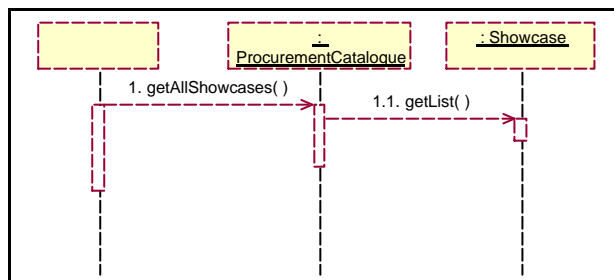 :
ProcurementCatalogue
: Showcase
1. getAllShowcases( )
1.1. getList( )